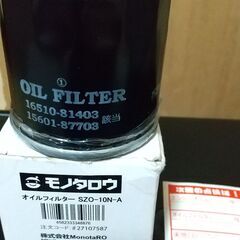 ①
OIL FILTER
16510-81403
15601-87703 該当
モノタロウ
オイルフィルター SZO-10N-A
注文コード #27107587
株式会社MonotaRO